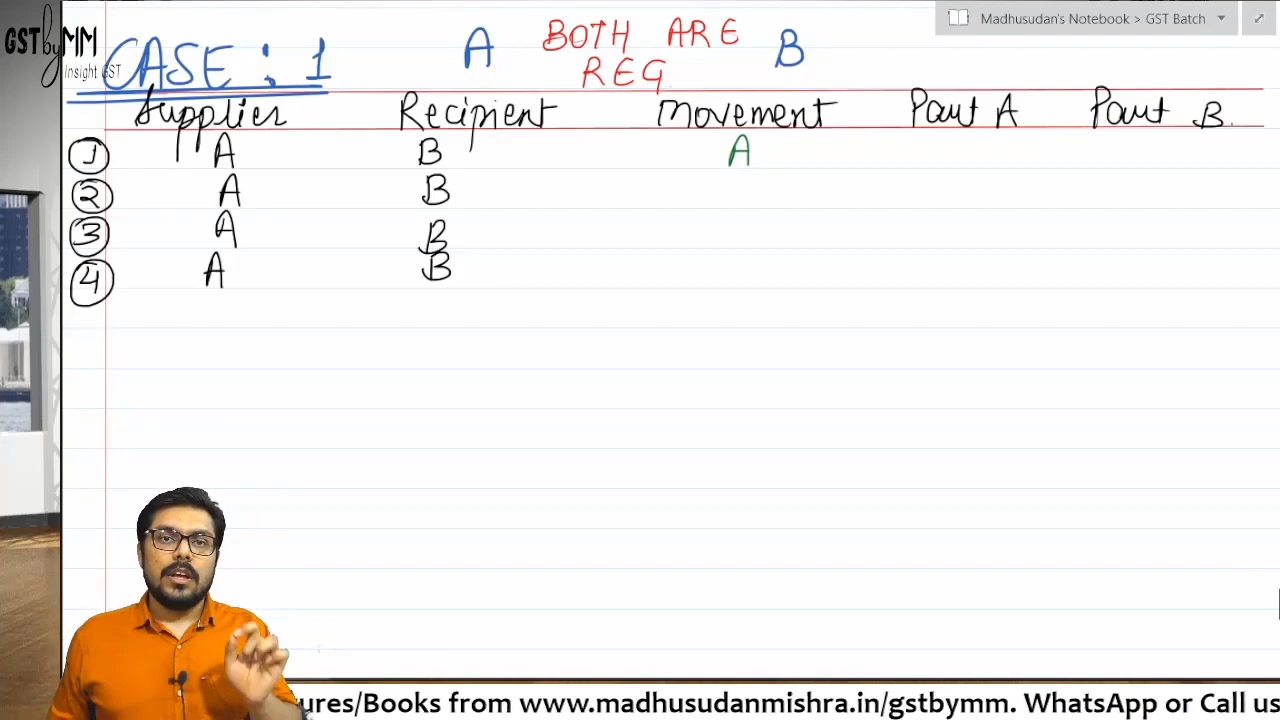 GSTbyMM
Insight GST
Madhusudan's Notebook > GST Batch
CASE : 1 A BOTH ARE REG B
Supplier Recipient Movement Part A Part B.
1 A B A
2 A B
3 A B
4 A B
tures/Books from www.madhusudanmishra.in/gstbymm. WhatsApp or Call us